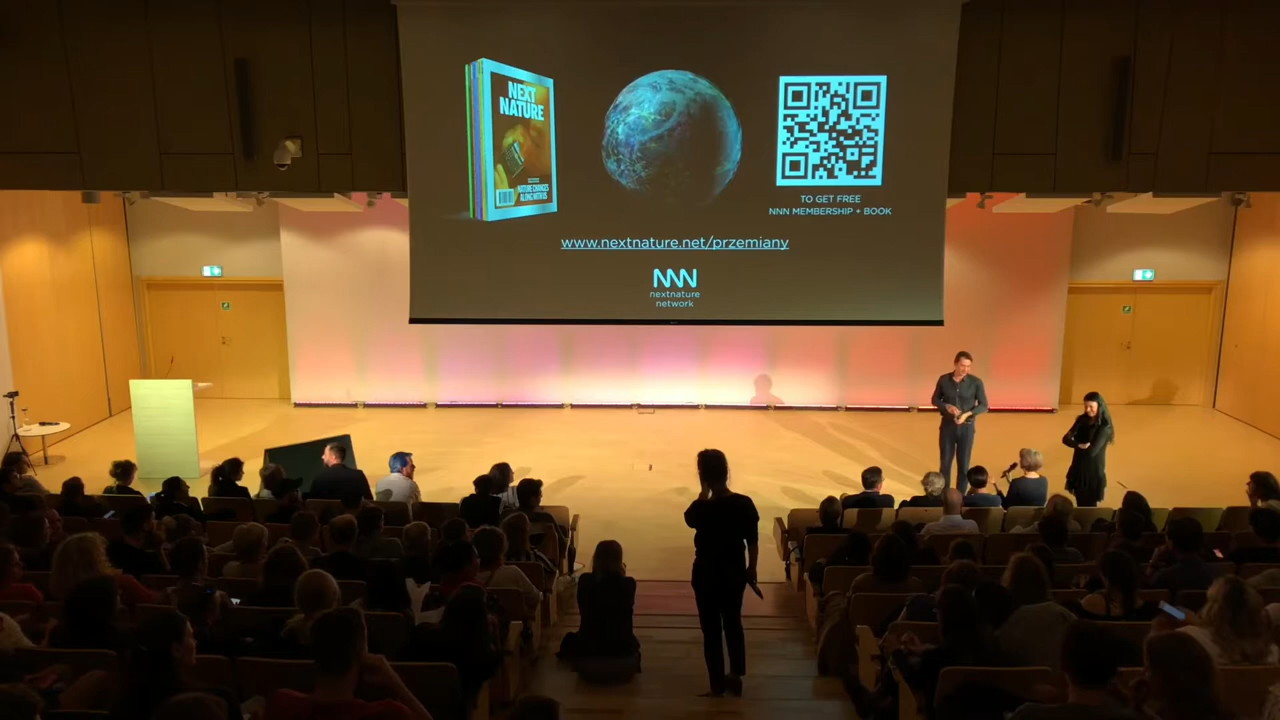 NEXT
NATURE
NATURE CHANGES
ALONG WITH US
TO GET FREE
NNN MEMBERSHIP + BOOK
www.nextnature.net/przemiany
NNN
nextnature
network